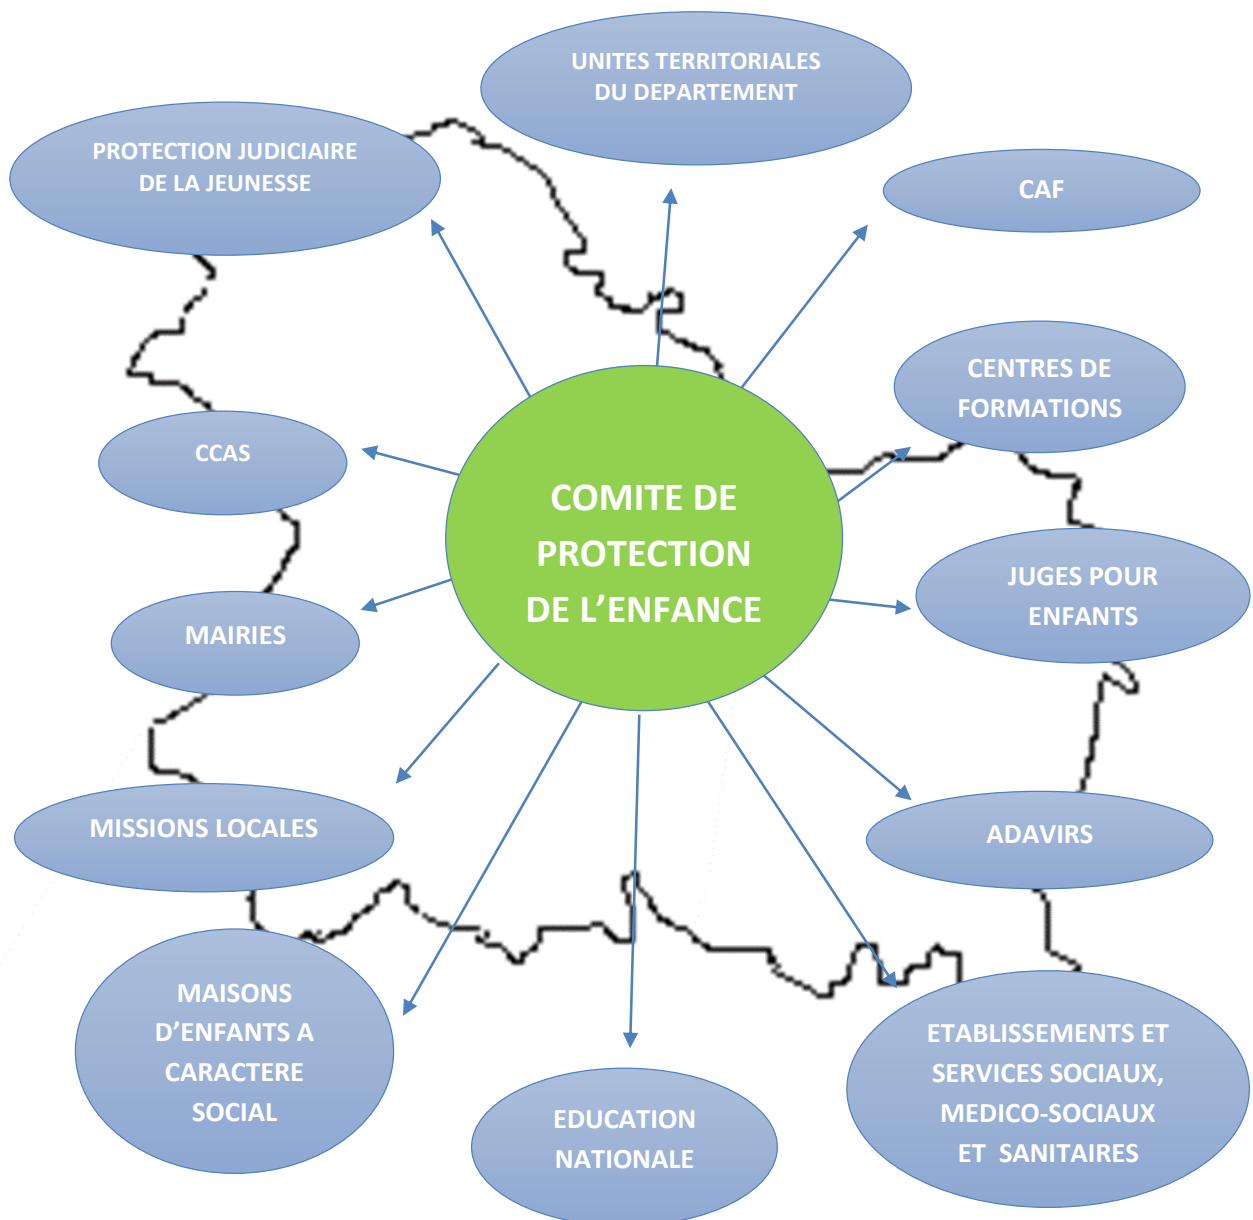 UNITES TERRITORIALES
DU DEPARTEMENT
PROTECTION JUDICIAIRE
DE LA JEUNESSE
CAF
CENTRES DE
FORMATIONS
CCAS
COMITE DE
PROTECTION
DE L’ENFANCE
JUGES POUR
ENFANTS
MAIRIES
MISSIONS LOCALES
ADAVIRS
MAISONS
D’ENFANTS A
CARACTERE
SOCIAL
ETABLISSEMENTS ET
SERVICES SOCIAUX,
MEDICO-SOCIAUX
ET SANITAIRES
EDUCATION
NATIONALE